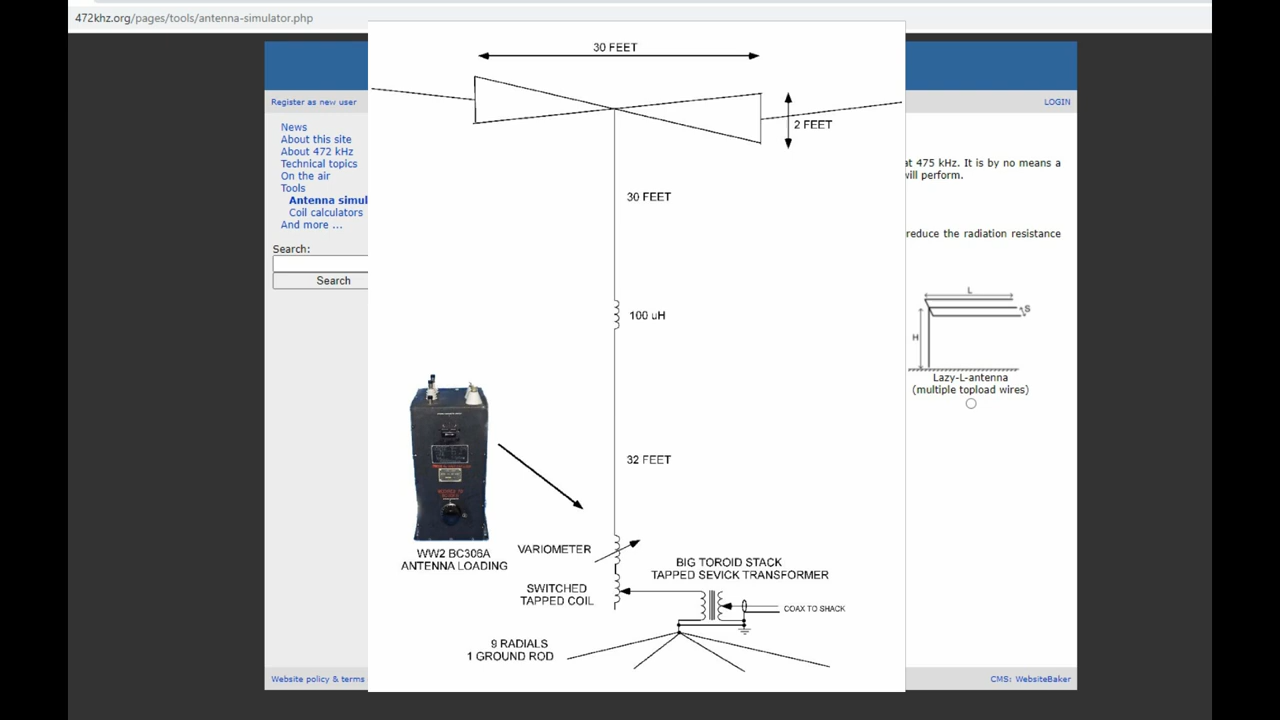 472khz.org/pages/tools/antenna-simulator.php
Register as new user
LOGIN
News
About this site
About 472 kHz
Technical topics
On the air
Tools
Antenna simul
Coil calculators
And more ...
Search:
Search
at 475 kHz. It is by no means a
will perform.
reduce the radiation resistance
L
S
H
Lazy-L-antenna
(multiple topload wires)
30 FEET
2 FEET
30 FEET
100 uH
32 FEET
WW2 BC306A
ANTENNA LOADING
VARIOMETER
SWITCHED
TAPPED COIL
BIG TOROID STACK
TAPPED SEVICK TRANSFORMER
COAX TO SHACK
9 RADIALS
1 GROUND ROD
Website policy & terms
CMS: WebsiteBaker